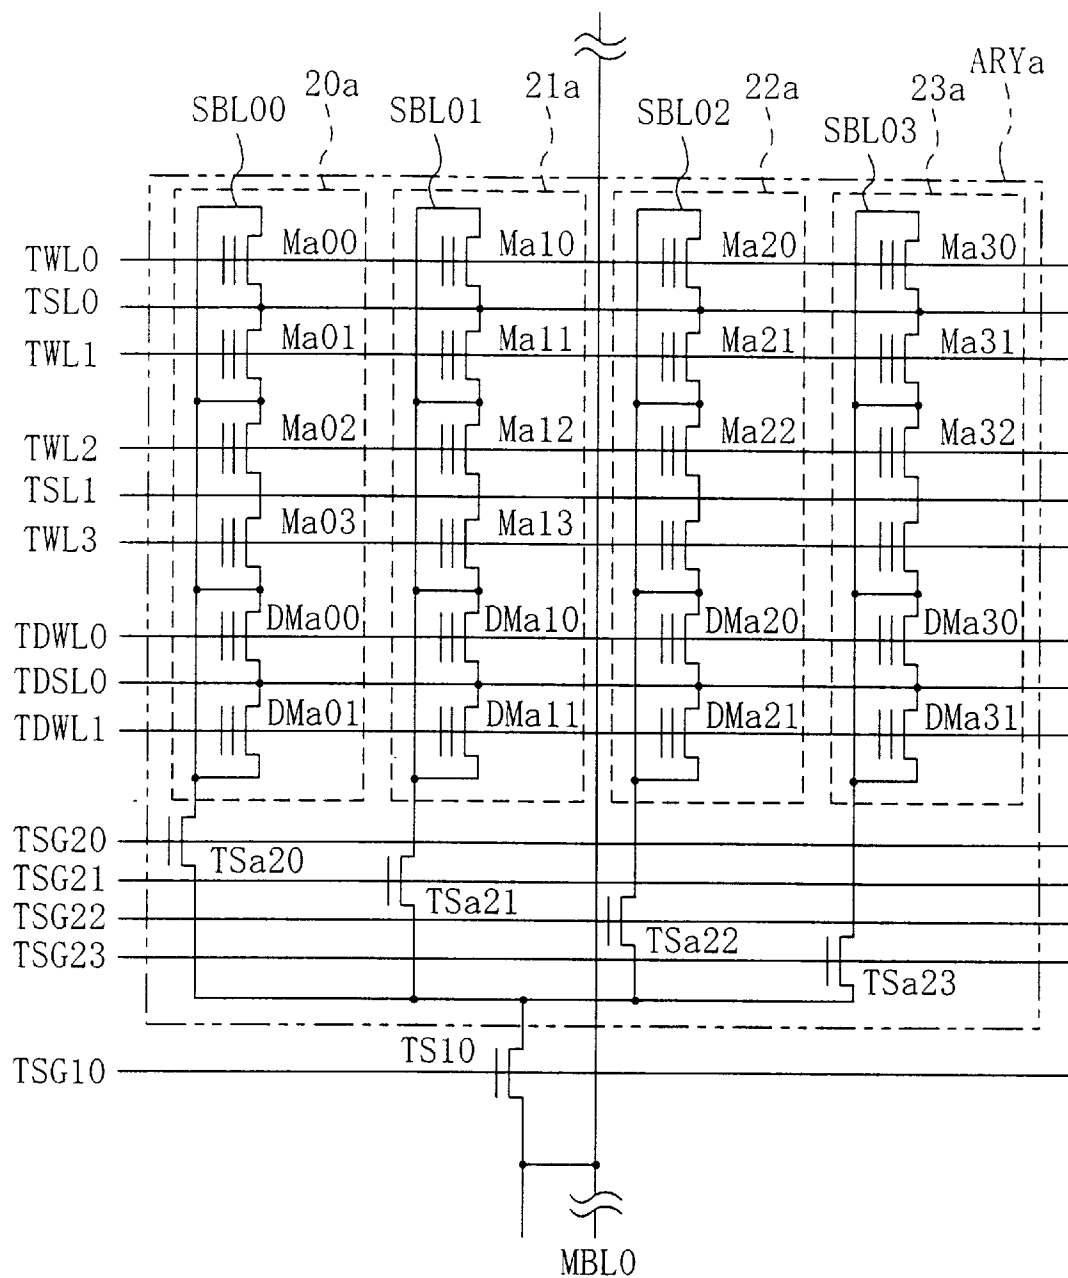 ARYa
20a 21a 22a 23a
SBL00 SBL01 SBL02 SBL03
TWL0 Ma00 Ma10 Ma20 Ma30
TSL0
TWL1 Ma01 Ma11 Ma21 Ma31
TWL2 Ma02 Ma12 Ma22 Ma32
TSL1
TWL3 Ma03 Ma13
TDWL0 DMa00 DMa10 DMa20 DMa30
TDSL0
TDWL1 DMa01 DMa11 DMa21 DMa31
TSG20 TSa20
TSG21 TSa21
TSG22 TSa22
TSG23 TSa23
TSG10 TS10
MBL0